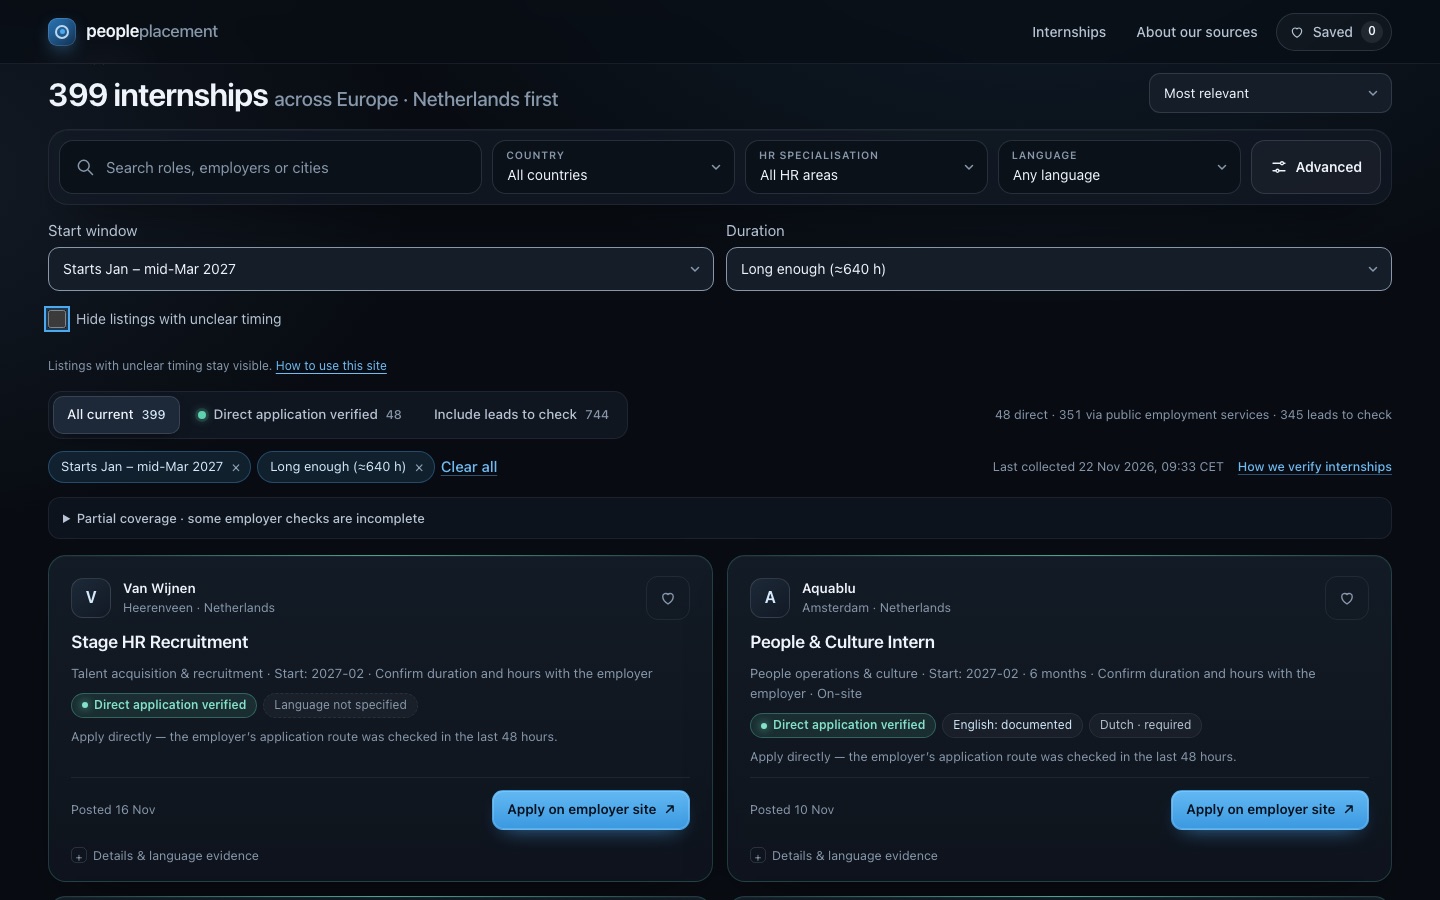 peopleplacement
Internships
About our sources
Saved 0
399 internships across Europe · Netherlands first
Most relevant
Search roles, employers or cities
COUNTRY
All countries
HR SPECIALISATION
All HR areas
LANGUAGE
Any language
Advanced
Start window
Starts Jan – mid-Mar 2027
Duration
Long enough (≈640 h)
Hide listings with unclear timing
Listings with unclear timing stay visible. How to use this site
All current 399
Direct application verified 48
Include leads to check 744
48 direct · 351 via public employment services · 345 leads to check
Starts Jan – mid-Mar 2027 ×
Long enough (≈640 h) ×
Clear all
Last collected 22 Nov 2026, 09:33 CET
How we verify internships
Partial coverage · some employer checks are incomplete
V
Van Wijnen
Heerenveen · Netherlands
Stage HR Recruitment
Talent acquisition & recruitment · Start: 2027-02 · Confirm duration and hours with the employer
Direct application verified
Language not specified
Apply directly — the employer's application route was checked in the last 48 hours.
Posted 16 Nov
Apply on employer site ↗
+ Details & language evidence
A
Aquablu
Amsterdam · Netherlands
People & Culture Intern
People operations & culture · Start: 2027-02 · 6 months · Confirm duration and hours with the
employer · On-site
Direct application verified
English: documented
Dutch · required
Apply directly — the employer's application route was checked in the last 48 hours.
Posted 10 Nov
Apply on employer site ↗
+ Details & language evidence